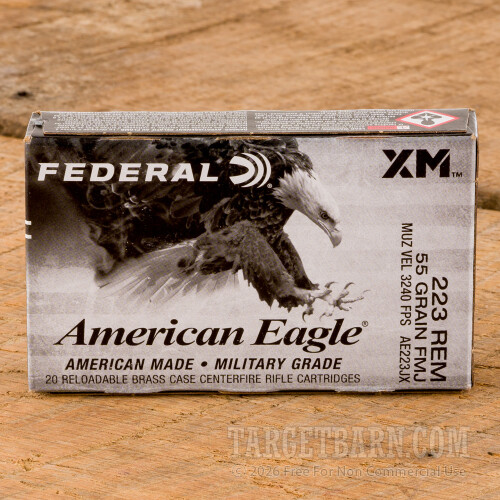 FEDERAL
XM™
American Eagle®
AMERICAN MADE • MILITARY GRADE
20 RELOADABLE BRASS CASE CENTERFIRE RIFLE CARTRIDGES
223 REM
55 GRAIN FMJ
MUZ VEL 3240 FPS AE223JX
TARGETBARN.COM
© 2026 Free For Non Commercial Use